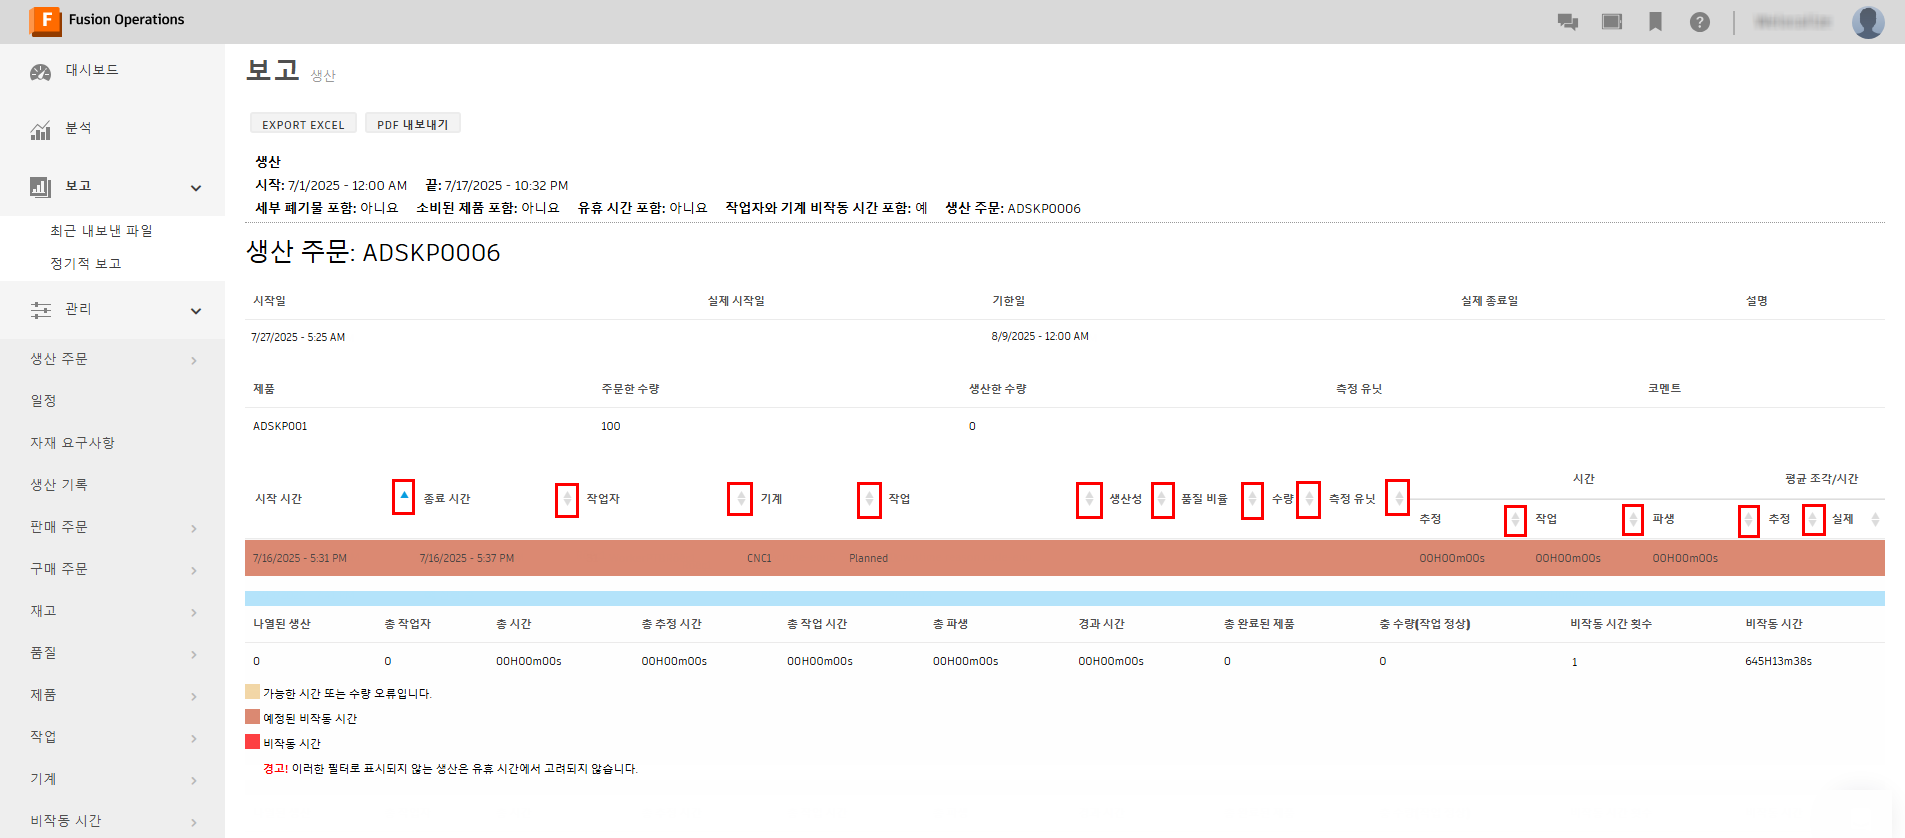 Fusion Operations
대시보드
분석
보고
최근 내보낸 파일
정기적 보고
관리
생산 주문
일정
자재 요구사항
생산 기록
판매 주문
구매 주문
재고
품질
제품
작업
기계
비작동 시간
보고 생산
EXPORT EXCEL PDF 내보내기
생산
시작: 7/1/2025 - 12:00 AM 끝: 7/17/2025 - 10:32 PM
세부 폐기물 포함: 아니요 소비된 제품 포함: 아니요 유휴 시간 포함: 아니요 작업자와 기계 비작동 시간 포함: 예 생산 주문: ADSKP0006
생산 주문: ADSKP0006
시작일 실제 시작일 기한일 실제 종료일 설명
7/27/2025 - 5:25 AM 8/9/2025 - 12:00 AM
제품 주문한 수량 생산한 수량 측정 유닛 코멘트
ADSKP001 100 0
시간 평균 조각/시간
시작 시간 종료 시간 작업자 기계 작업 생산성 품질 비율 수량 측정 유닛
추정 작업 파생 추정 실제
7/16/2025 - 5:31 PM 7/16/2025 - 5:37 PM CNC1 Planned 00H00m00s 00H00m00s 00H00m00s
나열된 생산 총 작업자 총 시간 총 추정 시간 총 작업 시간 총 파생 경과 시간 총 완료된 제품 총 수량(작업 정상) 비작동 시간 횟수 비작동 시간
0 0 00H00m00s 00H00m00s 00H00m00s 00H00m00s 00H00m00s 0 0 1 645H13m38s
가능한 시간 또는 수량 오류입니다.
예정된 비작동 시간
비작동 시간
경고! 이러한 필터로 표시되지 않는 생산은 유휴 시간에서 고려되지 않습니다.